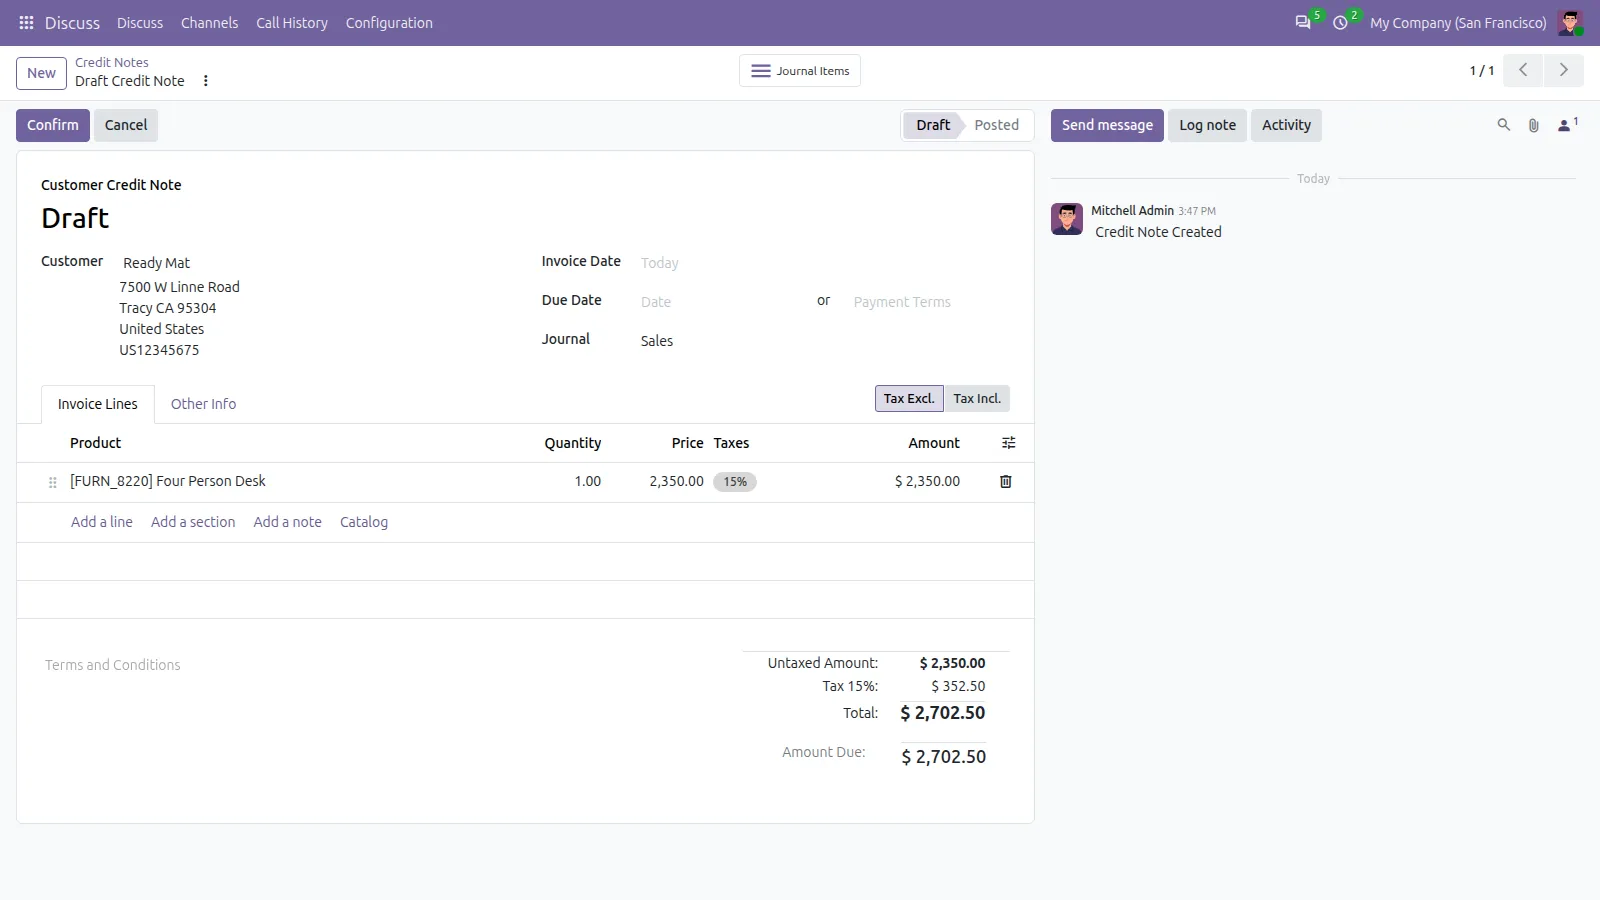 Discuss Discuss Channels Call History Configuration 5 2 My Company (San Francisco)
New Credit Notes
Draft Credit Note
Journal Items
1 / 1
Confirm Cancel Draft Posted Send message Log note Activity 1
Customer Credit Note
Draft
Customer Ready Mat
7500 W Linne Road
Tracy CA 95304
United States
US12345675
Invoice Date Today
Due Date Date or Payment Terms
Journal Sales
Invoice Lines Other Info Tax Excl. Tax Incl.
Product Quantity Price Taxes Amount
[FURN_8220] Four Person Desk 1.00 2,350.00 15% $ 2,350.00
Add a line Add a section Add a note Catalog
Terms and Conditions
Untaxed Amount: $ 2,350.00
Tax 15%: $ 352.50
Total: $ 2,702.50
Amount Due: $ 2,702.50
Today
Mitchell Admin 3:47 PM
Credit Note Created